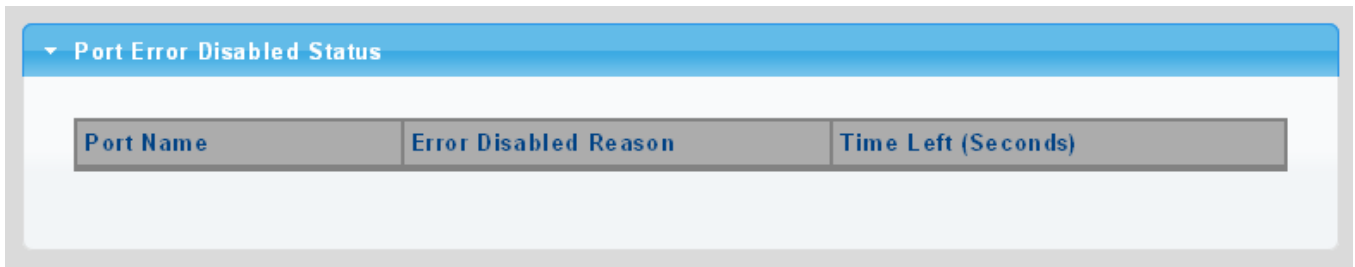 Port Error Disabled Status
Port Name Error Disabled Reason Time Left (Seconds)